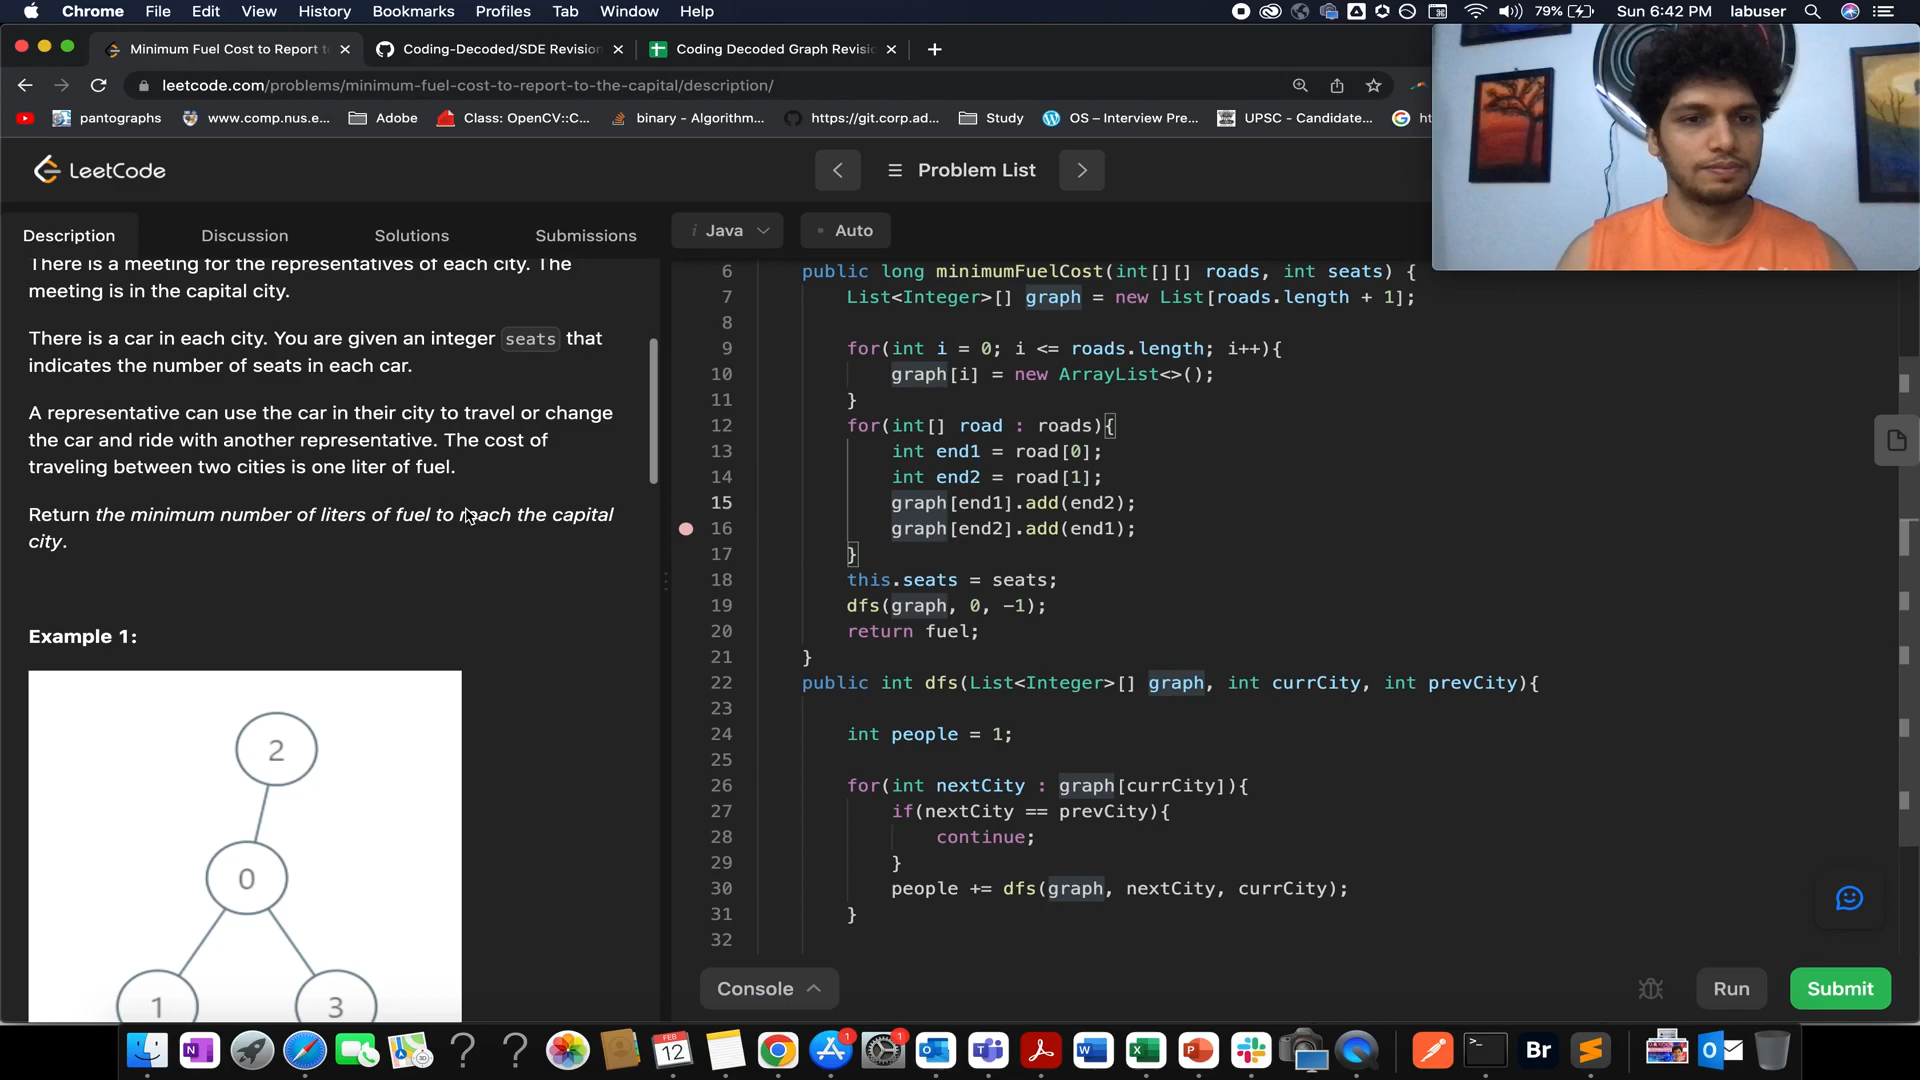 Chrome File Edit View History Bookmarks Profiles Tab Window Help 79% Sun 6:42 PM labuser
Minimum Fuel Cost to Report to Coding-Decoded/SDE Revision Coding Decoded Graph Revisi
leetcode.com/problems/minimum-fuel-cost-to-report-to-the-capital/description/
pantographs www.comp.nus.e... Adobe Class: OpenCV::C... binary - Algorithm... https://git.corp.ad... Study OS – Interview Pre... UPSC - Candidate...
LeetCode Problem List
Description Discussion Solutions Submissions
There is a meeting for the representatives of each city. The
meeting is in the capital city.
There is a car in each city. You are given an integer seats that
indicates the number of seats in each car.
A representative can use the car in their city to travel or change
the car and ride with another representative. The cost of
traveling between two cities is one liter of fuel.
Return the minimum number of liters of fuel to reach the capital
city.
Example 1:
2
0
1 3
i Java Auto
6 public long minimumFuelCost(int[][] roads, int seats) {
7 List<Integer>[] graph = new List[roads.length + 1];
8
9 for(int i = 0; i <= roads.length; i++){
10 graph[i] = new ArrayList<>();
11 }
12 for(int[] road : roads){
13 int end1 = road[0];
14 int end2 = road[1];
15 graph[end1].add(end2);
16 graph[end2].add(end1);
17 }
18 this.seats = seats;
19 dfs(graph, 0, -1);
20 return fuel;
21 }
22 public int dfs(List<Integer>[] graph, int currCity, int prevCity){
23
24 int people = 1;
25
26 for(int nextCity : graph[currCity]){
27 if(nextCity == prevCity){
28 continue;
29 }
30 people += dfs(graph, nextCity, currCity);
31 }
32
Console Run Submit
FEB
12
1
1
Br